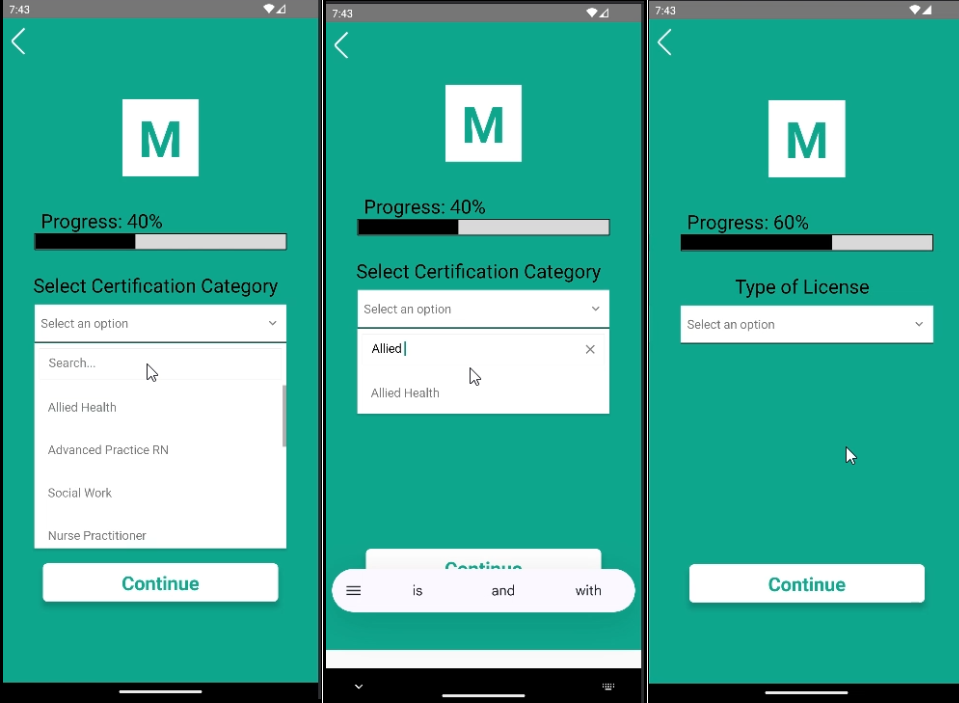 7:43
M
Progress: 40%
Select Certification Category
Select an option
Search...
Allied Health
Advanced Practice RN
Social Work
Nurse Practitioner
Continue
7:43
M
Progress: 40%
Select Certification Category
Select an option
Allied
Allied Health
Continue
is and with
7:43
M
Progress: 60%
Type of License
Select an option
Continue